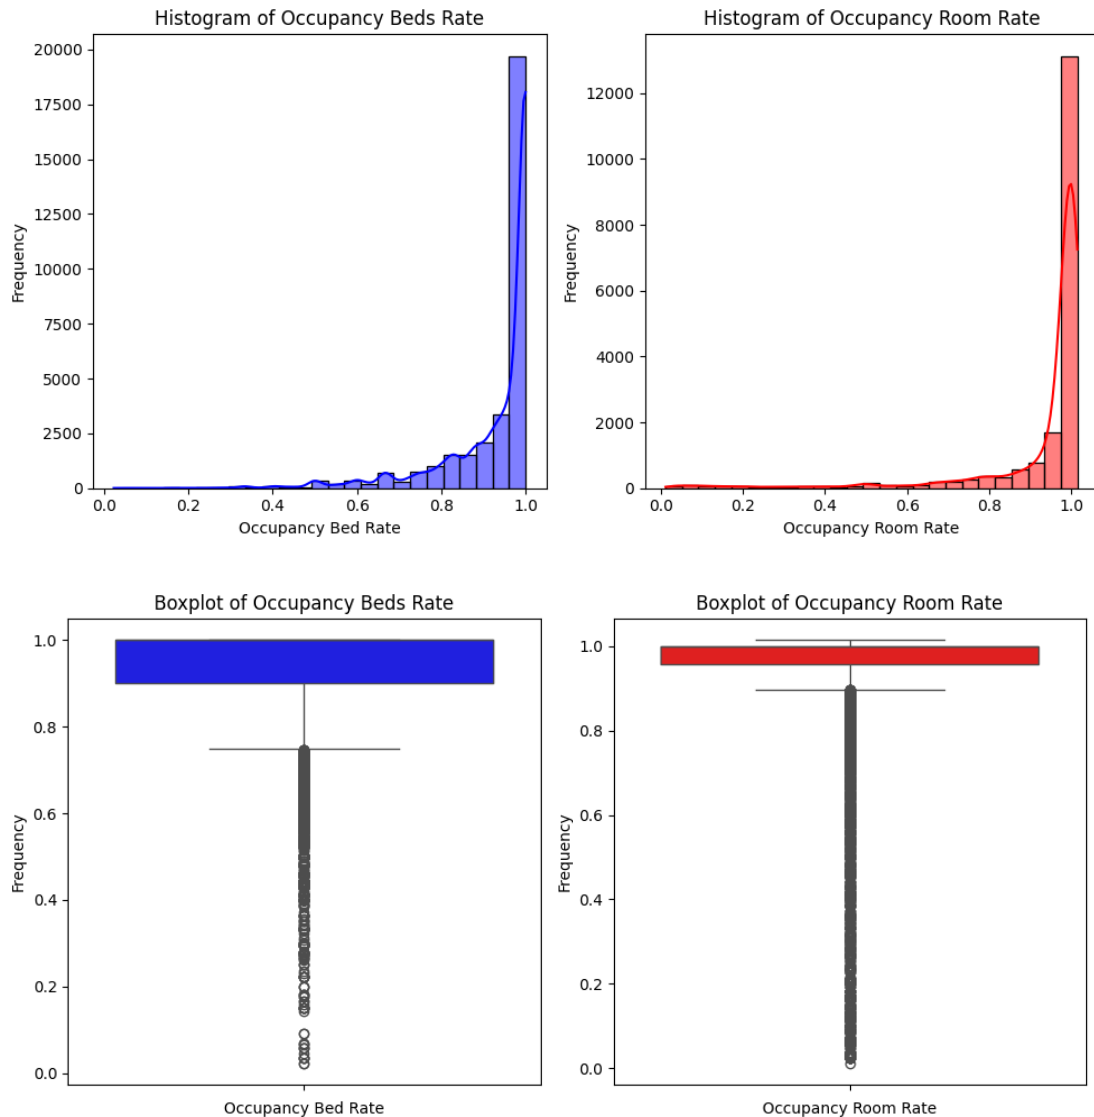 Histogram of Occupancy Beds Rate
Frequency
20000
17500
15000
12500
10000
7500
5000
2500
0
0.0 0.2 0.4 0.6 0.8 1.0
Occupancy Bed Rate
Histogram of Occupancy Room Rate
Frequency
12000
10000
8000
6000
4000
2000
0
0.0 0.2 0.4 0.6 0.8 1.0
Occupancy Room Rate
Boxplot of Occupancy Beds Rate
Frequency
1.0
0.8
0.6
0.4
0.2
0.0
Occupancy Bed Rate
Boxplot of Occupancy Room Rate
Frequency
1.0
0.8
0.6
0.4
0.2
0.0
Occupancy Room Rate